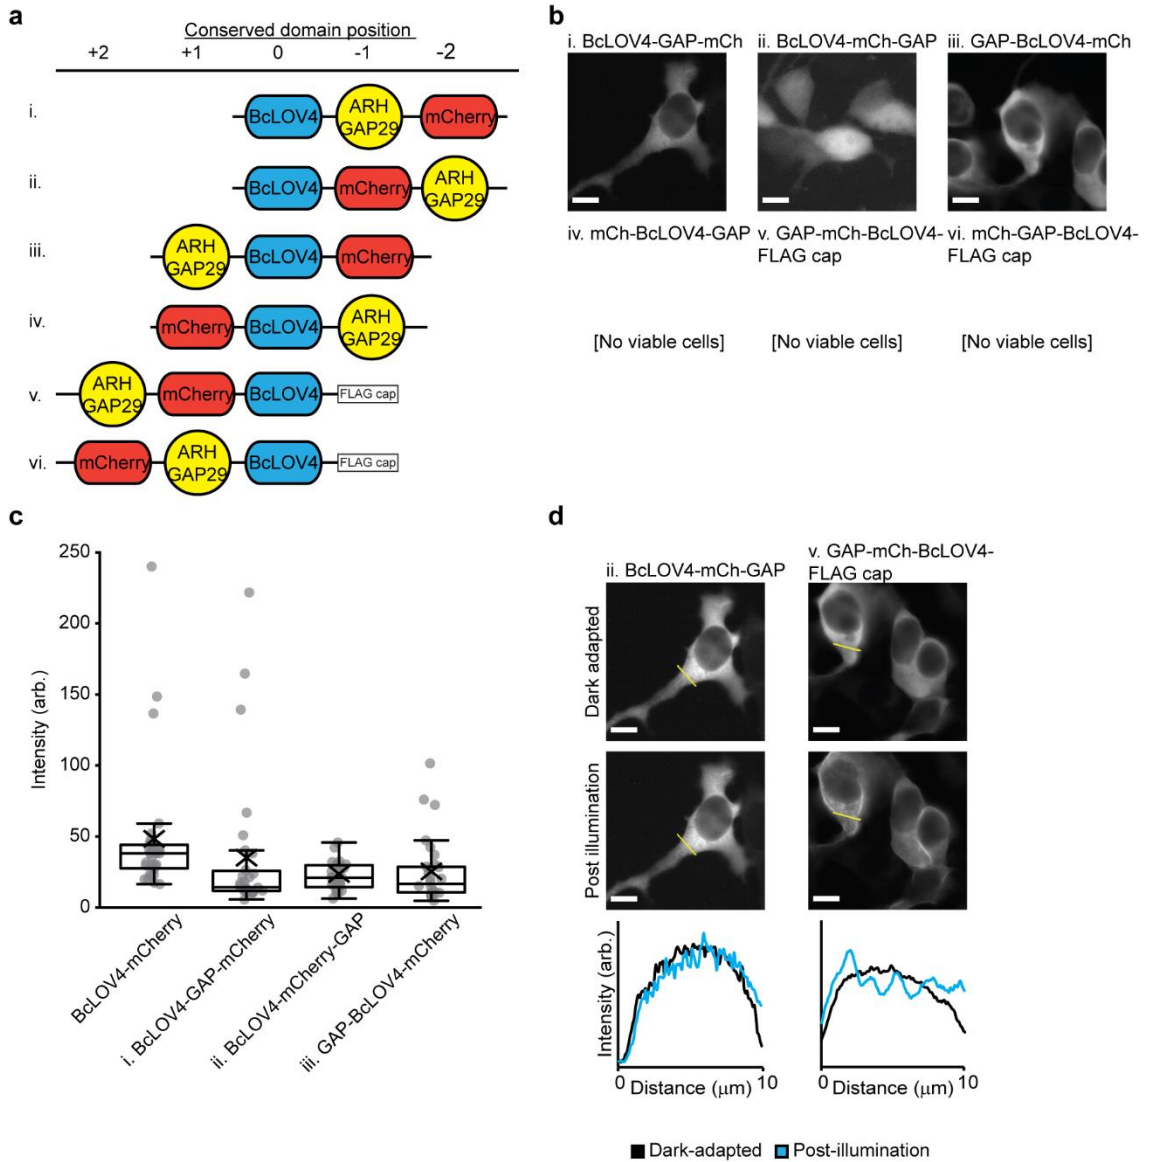 a
Conserved domain position
+2 +1 0 -1 -2
i.
BcLOV4
ARH
GAP29
mCherry
ii.
BcLOV4
mCherry
ARH
GAP29
iii.
ARH
GAP29
BcLOV4
mCherry
iv.
mCherry
BcLOV4
ARH
GAP29
v.
ARH
GAP29
mCherry
BcLOV4
FLAG cap
vi.
mCherry
ARH
GAP29
BcLOV4
FLAG cap
b
i. BcLOV4-GAP-mCh
ii. BcLOV4-mCh-GAP
iii. GAP-BcLOV4-mCh
iv. mCh-BcLOV4-GAP
v. GAP-mCh-BcLOV4-
FLAG cap
vi. mCh-GAP-BcLOV4-
FLAG cap
[No viable cells]
[No viable cells]
[No viable cells]
c
Intensity (arb.)
250
200
150
100
50
0
BcLOV4-mCherry
i. BcLOV4-GAP-mCherry
ii. BcLOV4-mCherry-GAP
iii. GAP-BcLOV4-mCherry
d
ii. BcLOV4-mCh-GAP
v. GAP-mCh-BcLOV4-
FLAG cap
Dark adapted
Post illumination
Intensity (arb.)
0 Distance (μm) 10
0 Distance (μm) 10
Dark-adapted
Post-illumination